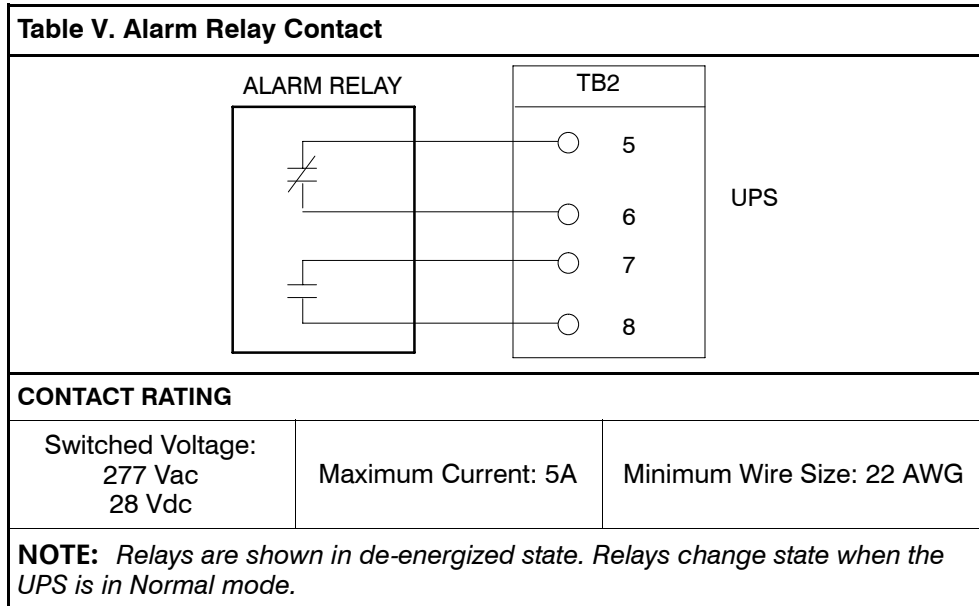 Table V. Alarm Relay Contact
ALARM RELAY
TB2
5
6
UPS
7
8
CONTACT RATING
Switched Voltage:
277 Vac
28 Vdc
Maximum Current: 5A
Minimum Wire Size: 22 AWG
NOTE: Relays are shown in de-energized state. Relays change state when the
UPS is in Normal mode.